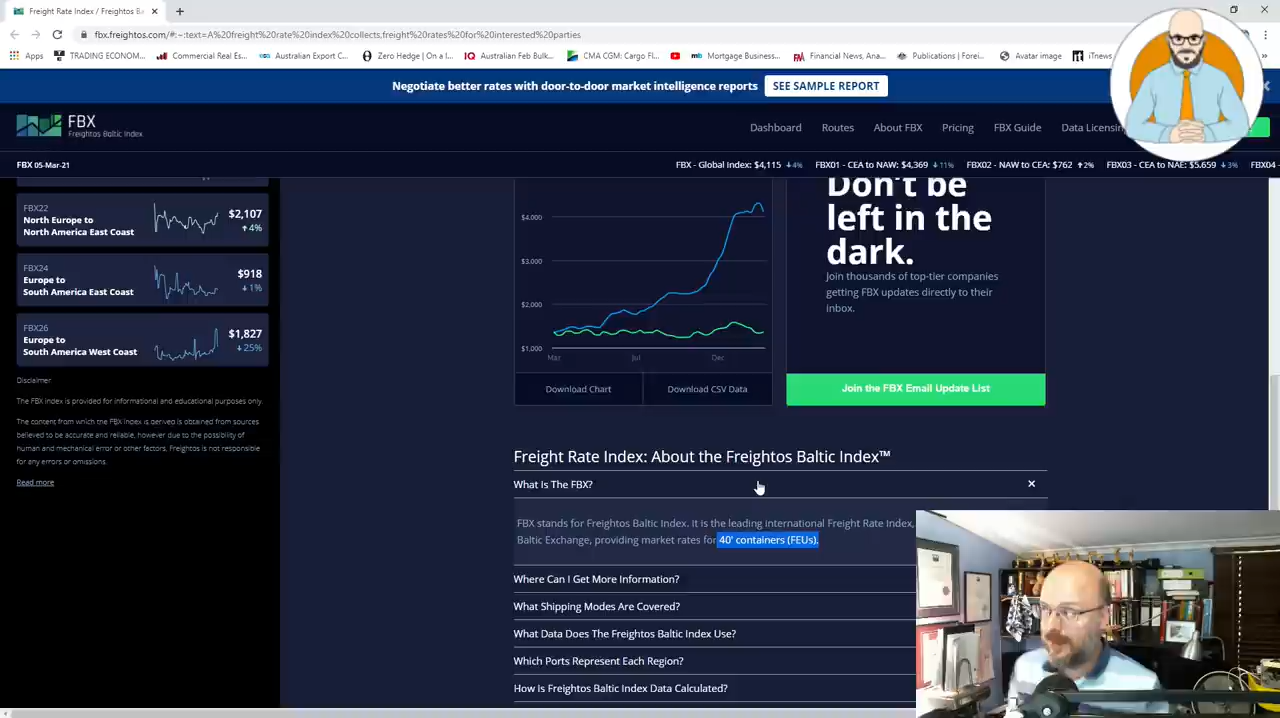 Freight Rate Index / Freightos B
fbx.freightos.com/#:~:text=A%20freight%20rate%20index%20collects,freight%20rates%20for%20interested%20parties
Apps
TRADING ECONOM...
Commercial Real Es...
Australian Export C...
Zero Hedge | On a l...
Australian Feb Bulk...
CMA CGM: Cargo Fl...
Mortgage Business...
Financial News, Ana...
Publications | Forei...
Avatar image
iTnews
Negotiate better rates with door-to-door market intelligence reports
SEE SAMPLE REPORT
FBX
Freightos Baltic Index
Dashboard
Routes
About FBX
Pricing
FBX Guide
Data Licensin
FBX 05-Mar-21
FBX - Global Index: $4,115 4%
FBX01 - CEA to NAW: $4,369 11%
FBX02 - NAW to CEA: $762 2%
FBX03 - CEA to NAE: $5,659 3%
FBX04 -
FBX22
North Europe to
North America East Coast
$2,107
4%
FBX24
Europe to
South America East Coast
$918
1%
FBX26
Europe to
South America West Coast
$1,827
25%
Disclaimer
The FBX Index is provided for informational and educational purposes only.
The content from which the FBX Index is derived is obtained from sources
believed to be accurate and reliable, however due to the possibility of
human and mechanical error or other factors, Freightos is not responsible
for any errors or omissions.
Read more
$4,000
$3,000
$2,000
$1,000
Mar
Jul
Dec
Download Chart
Download CSV Data
Don't be
left in the
dark.
Join thousands of top-tier companies
getting FBX updates directly to their
inbox.
Join the FBX Email Update List
Freight Rate Index: About the Freightos Baltic Index™
What Is The FBX?
FBX stands for Freightos Baltic Index. It is the leading international Freight Rate Index,
Baltic Exchange, providing market rates for 40' containers (FEUs).
Where Can I Get More Information?
What Shipping Modes Are Covered?
What Data Does The Freightos Baltic Index Use?
Which Ports Represent Each Region?
How Is Freightos Baltic Index Data Calculated?